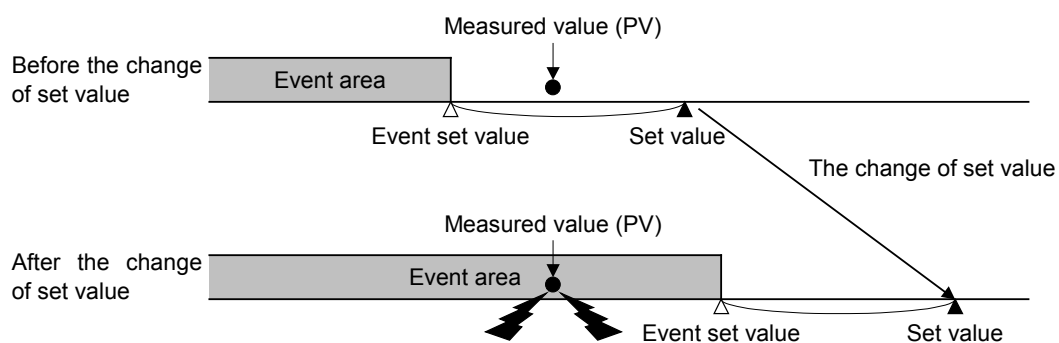 Measured value (PV)
Before the change
of set value
Event area
Event set value
Set value
The change of set value
Measured value (PV)
After the change
of set value
Event area
Event set value
Set value